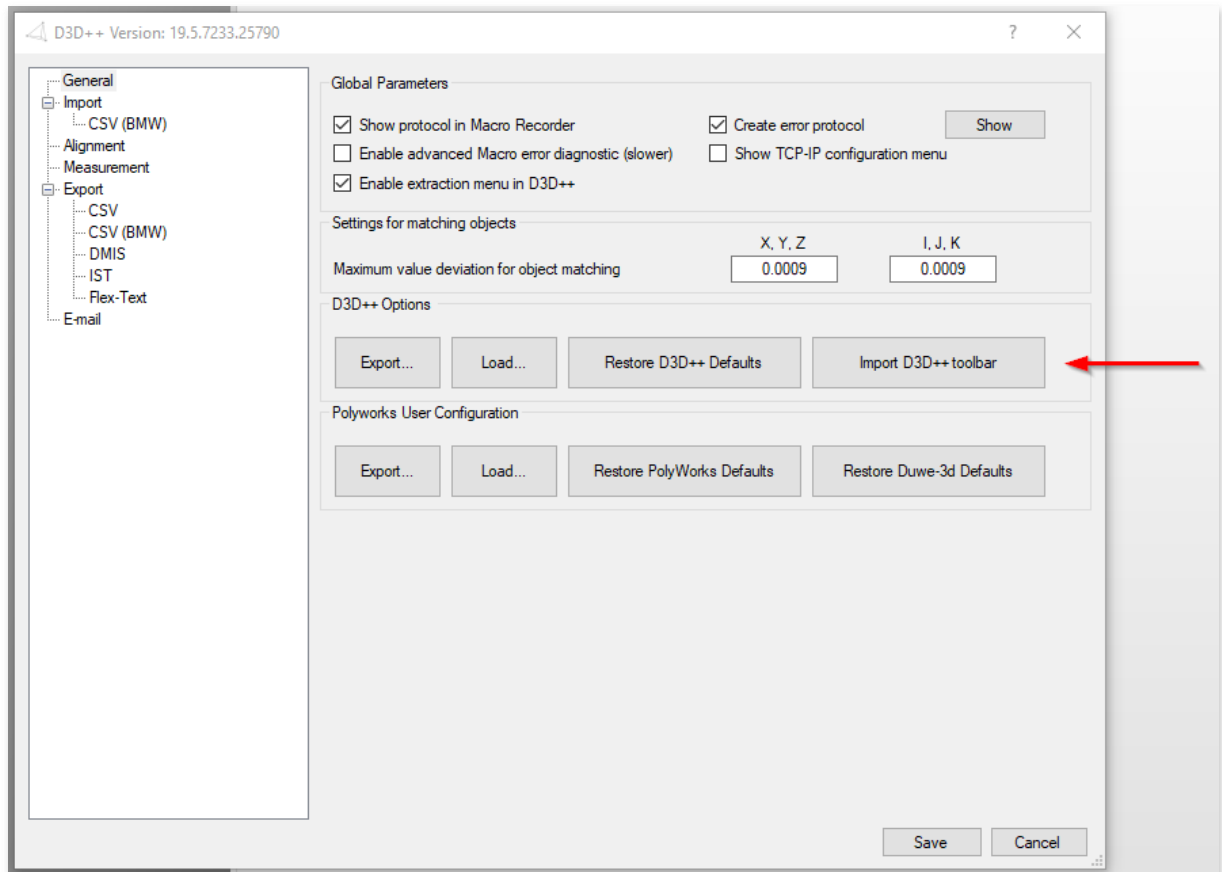 D3D++ Version: 19.5.7233.25790
?
General
Import
CSV (BMW)
Alignment
Measurement
Export
CSV
CSV (BMW)
DMIS
IST
Flex-Text
E-mail
Global Parameters
Show protocol in Macro Recorder
Create error protocol
Show
Enable advanced Macro error diagnostic (slower)
Show TCP-IP configuration menu
Enable extraction menu in D3D++
Settings for matching objects
X, Y, Z
I, J, K
Maximum value deviation for object matching
0.0009
0.0009
D3D++ Options
Export...
Load...
Restore D3D++ Defaults
Import D3D++ toolbar
Polyworks User Configuration
Export...
Load...
Restore PolyWorks Defaults
Restore Duwe-3d Defaults
Save
Cancel